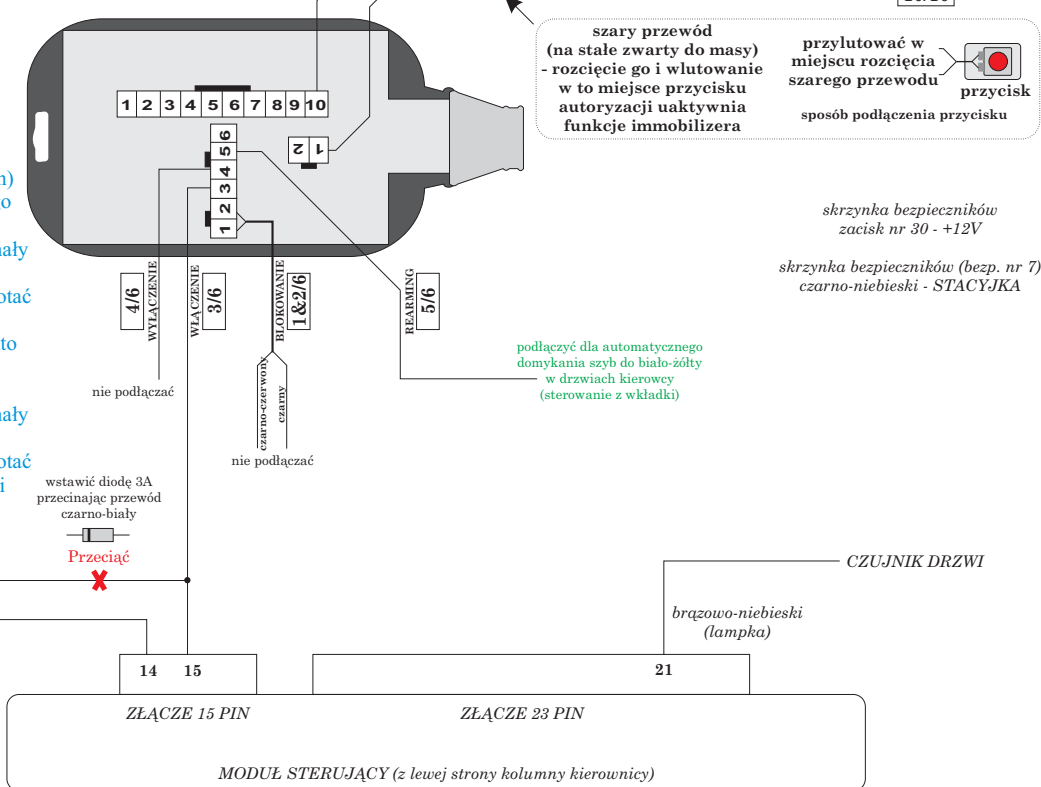 szary przewód
(na stałe zwarty do masy)
- rozcięcie go i wlutowanie
w to miejsce przycisku
autoryzacji uaktywnia
funkcje immobilizera
przylutować w
miejscu rozcięcia
szarego przewodu
przycisk
sposób podłączenia przycisku
1 2 3 4 5 6 7 8 9 10
6
5
4
3
2
1
2 1
skrzynka bezpieczników
zacisk nr 30 - +12V
skrzynka bezpieczników (bezp. nr 7)
czarno-niebieski - STACYJKA
4/6
WYŁĄCZENIE
WŁĄCZENIE
3/6
BLOKOWANIE
1&2/6
REARMING
5/6
podłączyć dla automatycznego
domykania szyb do biało-żółty
w drzwiach kierowcy
(sterowanie z wkładki)
nie podłączać
czarno-czerwony
czarny
nie podłączać
to
i
wstawić diodę 3A
przecinając przewód
czarno-biały
Przeciąć
CZUJNIK DRZWI
brązowo-niebieski
(lampka)
14 15
21
ZŁĄCZE 15 PIN
ZŁĄCZE 23 PIN
MODUŁ STERUJĄCY (z lewej strony kolumny kierownicy)